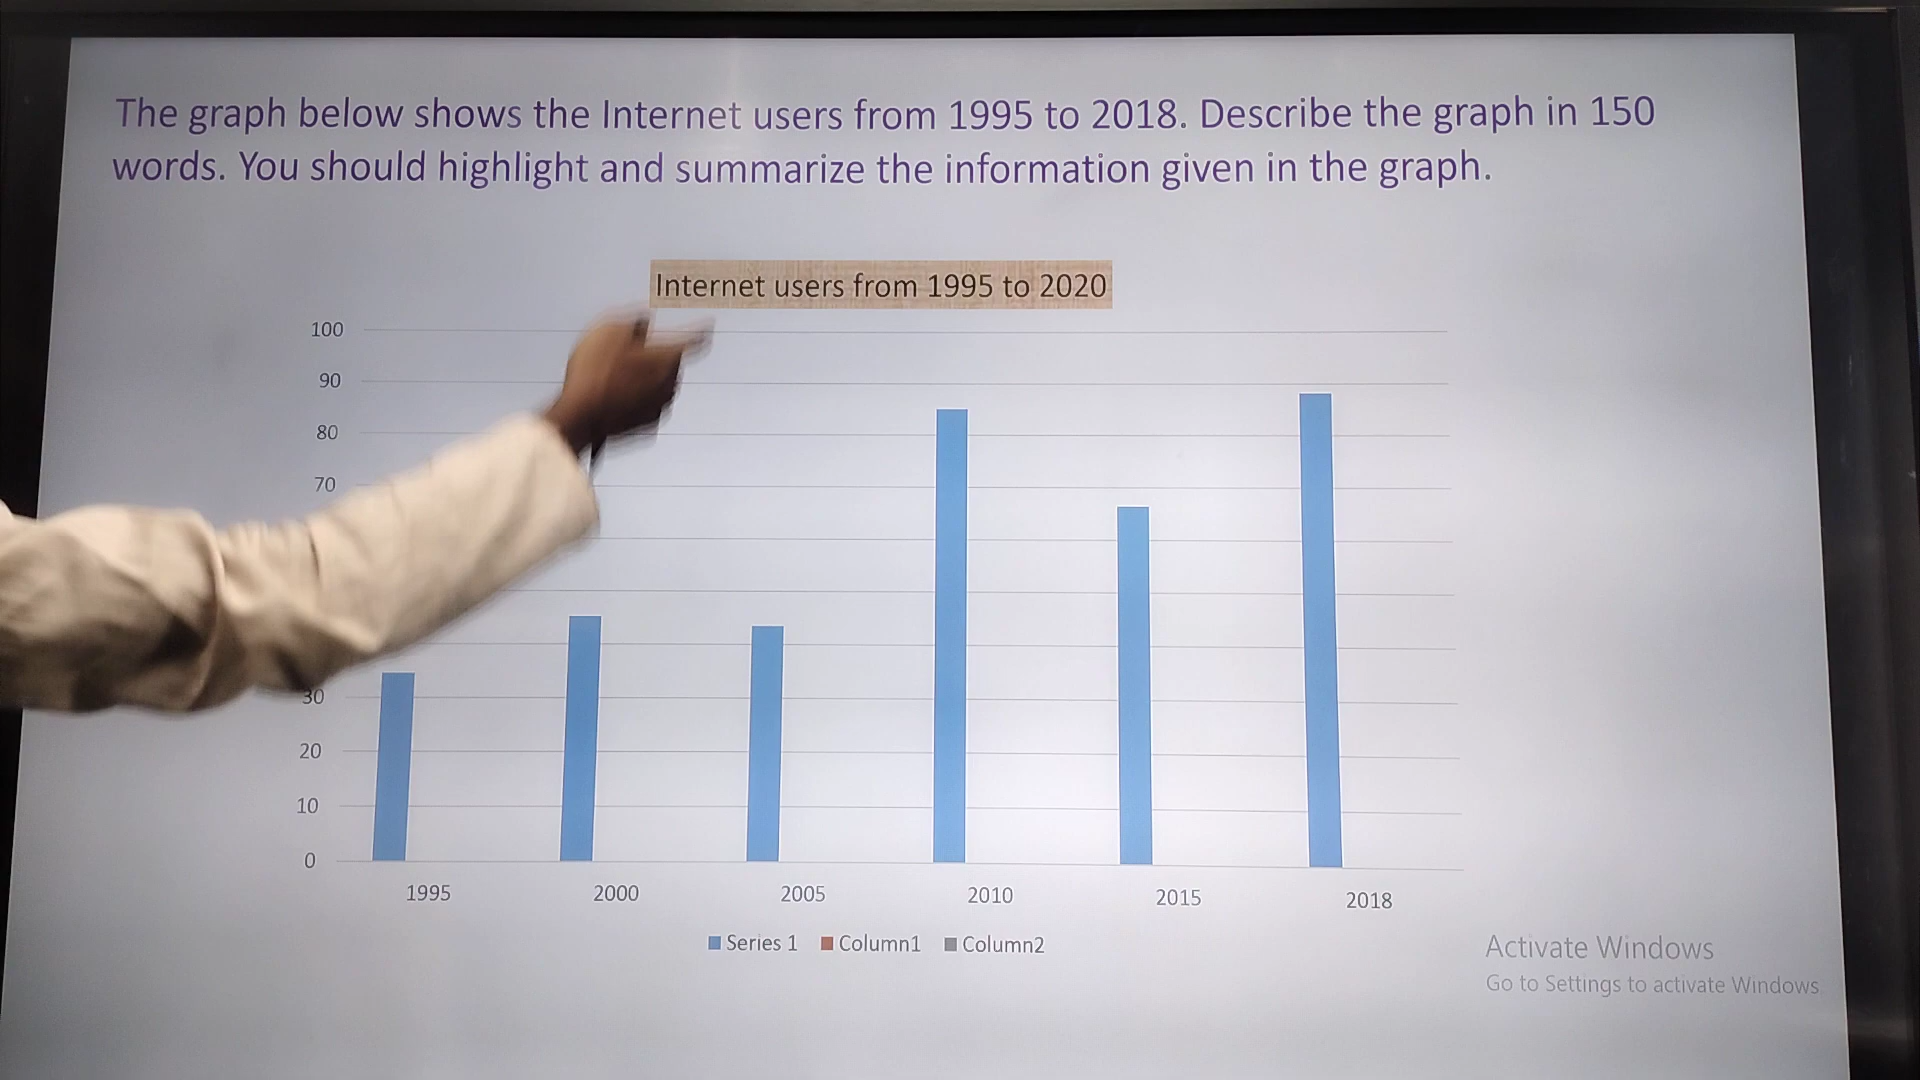 The graph below shows the Internet users from 1995 to 2018. Describe the graph in 150
words. You should highlight and summarize the information given in the graph.
Internet users from 1995 to 2020
100
90
80
70
30
20
10
0
1995 2000 2005 2010 2015 2018
Series 1 Column1 Column2
Activate Windows
Go to Settings to activate Windows